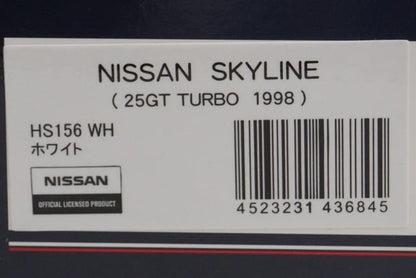 NISSAN SKYLINE
( 25GT TURBO 1998 )
HS156 WH
ホワイト
NISSAN
OFFICIAL LICENSED PRODUCT
4523231 436845